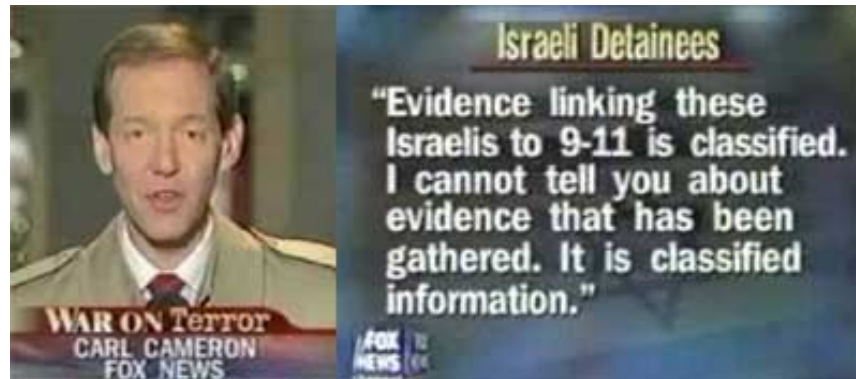 WAR ON Terror
CARL CAMERON
FOX NEWS
Israeli Detainees
“Evidence linking these
Israelis to 9-11 is classified.
I cannot tell you about
evidence that has been
gathered. It is classified
information.”
FOX
NEWS